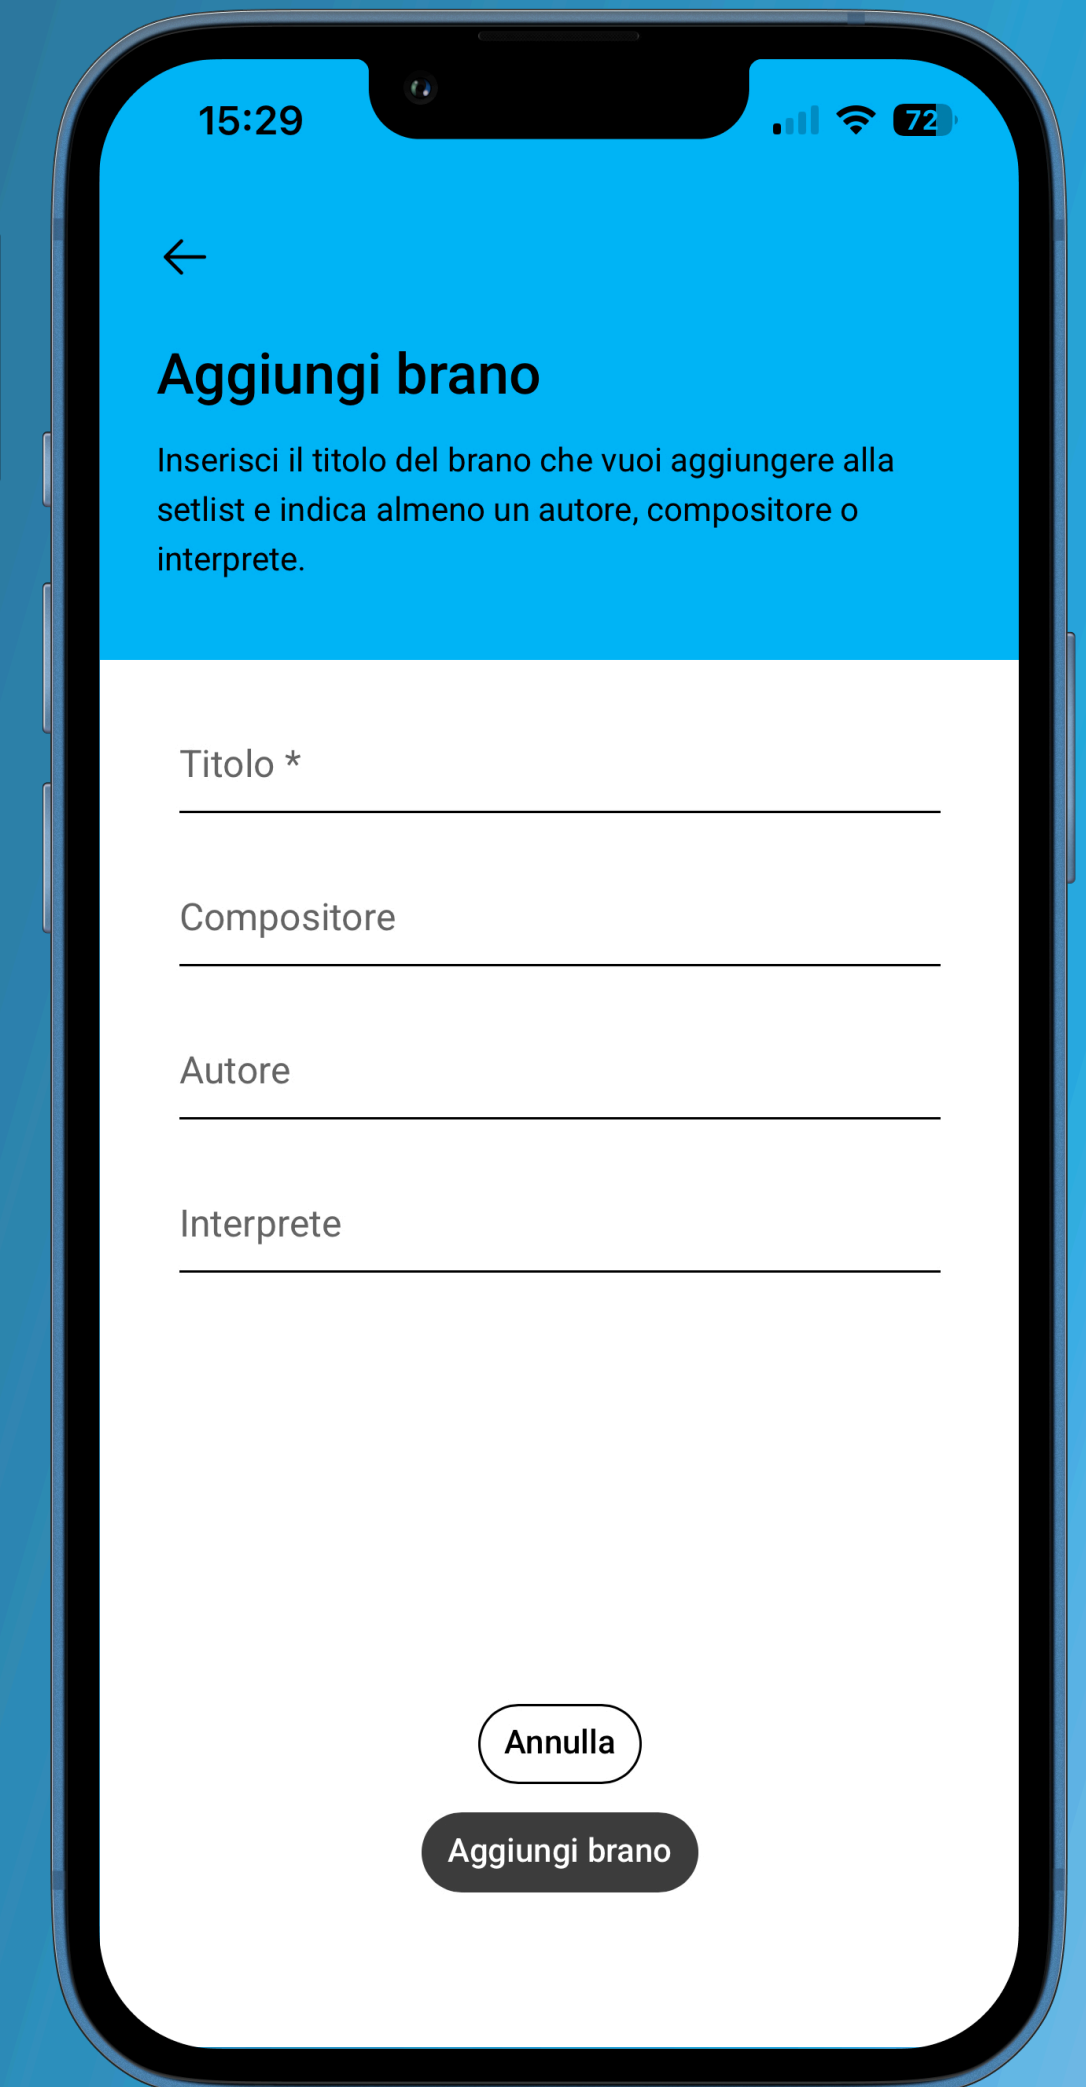 15:29
72
Aggiungi brano
Inserisci il titolo del brano che vuoi aggiungere alla
setlist e indica almeno un autore, compositore o
interprete.
Titolo *
Compositore
Autore
Interprete
Annulla
Aggiungi brano